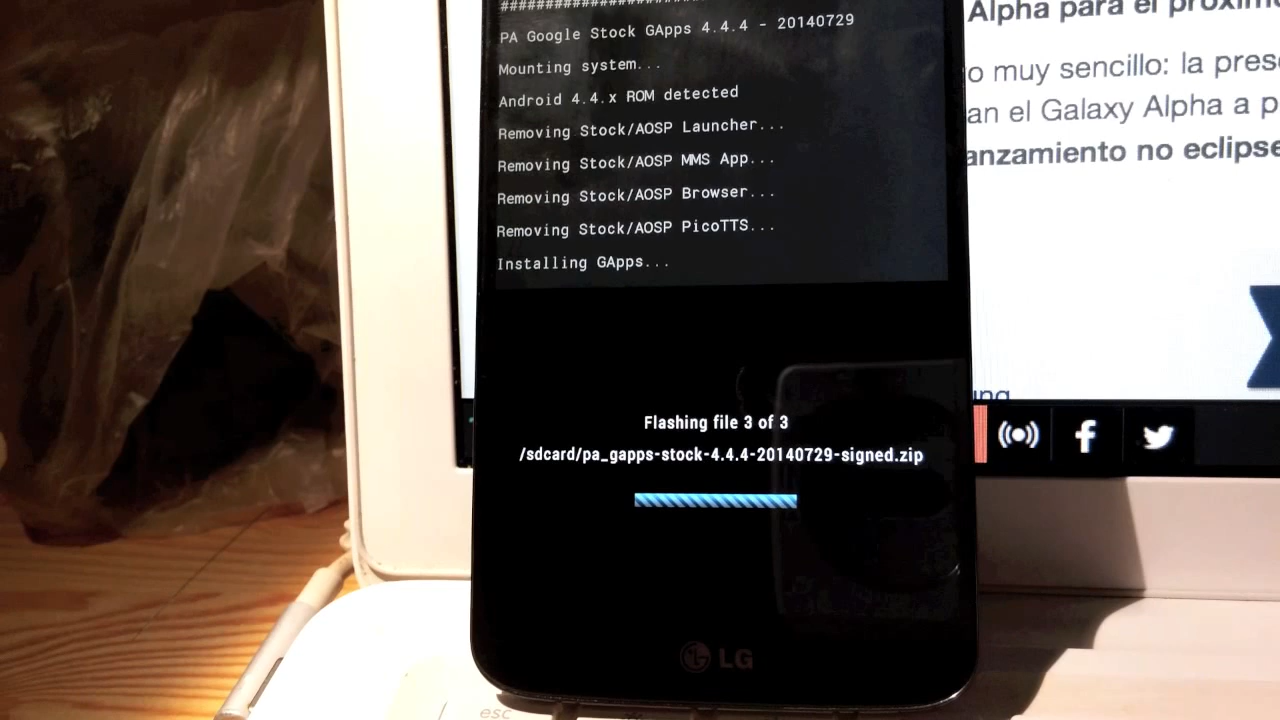 ##################
PA Google Stock GApps 4.4.4 - 20140729
Mounting system...
Android 4.4.x ROM detected
Removing Stock/AOSP Launcher...
Removing Stock/AOSP MMS App...
Removing Stock/AOSP Browser...
Removing Stock/AOSP PicoTTS...
Installing GApps...
Flashing file 3 of 3
/sdcard/pa_gapps-stock-4.4.4-20140729-signed.zip
LG
Alpha para el próxim
o muy sencillo: la pres
an el Galaxy Alpha a p
anzamiento no eclipse
esc